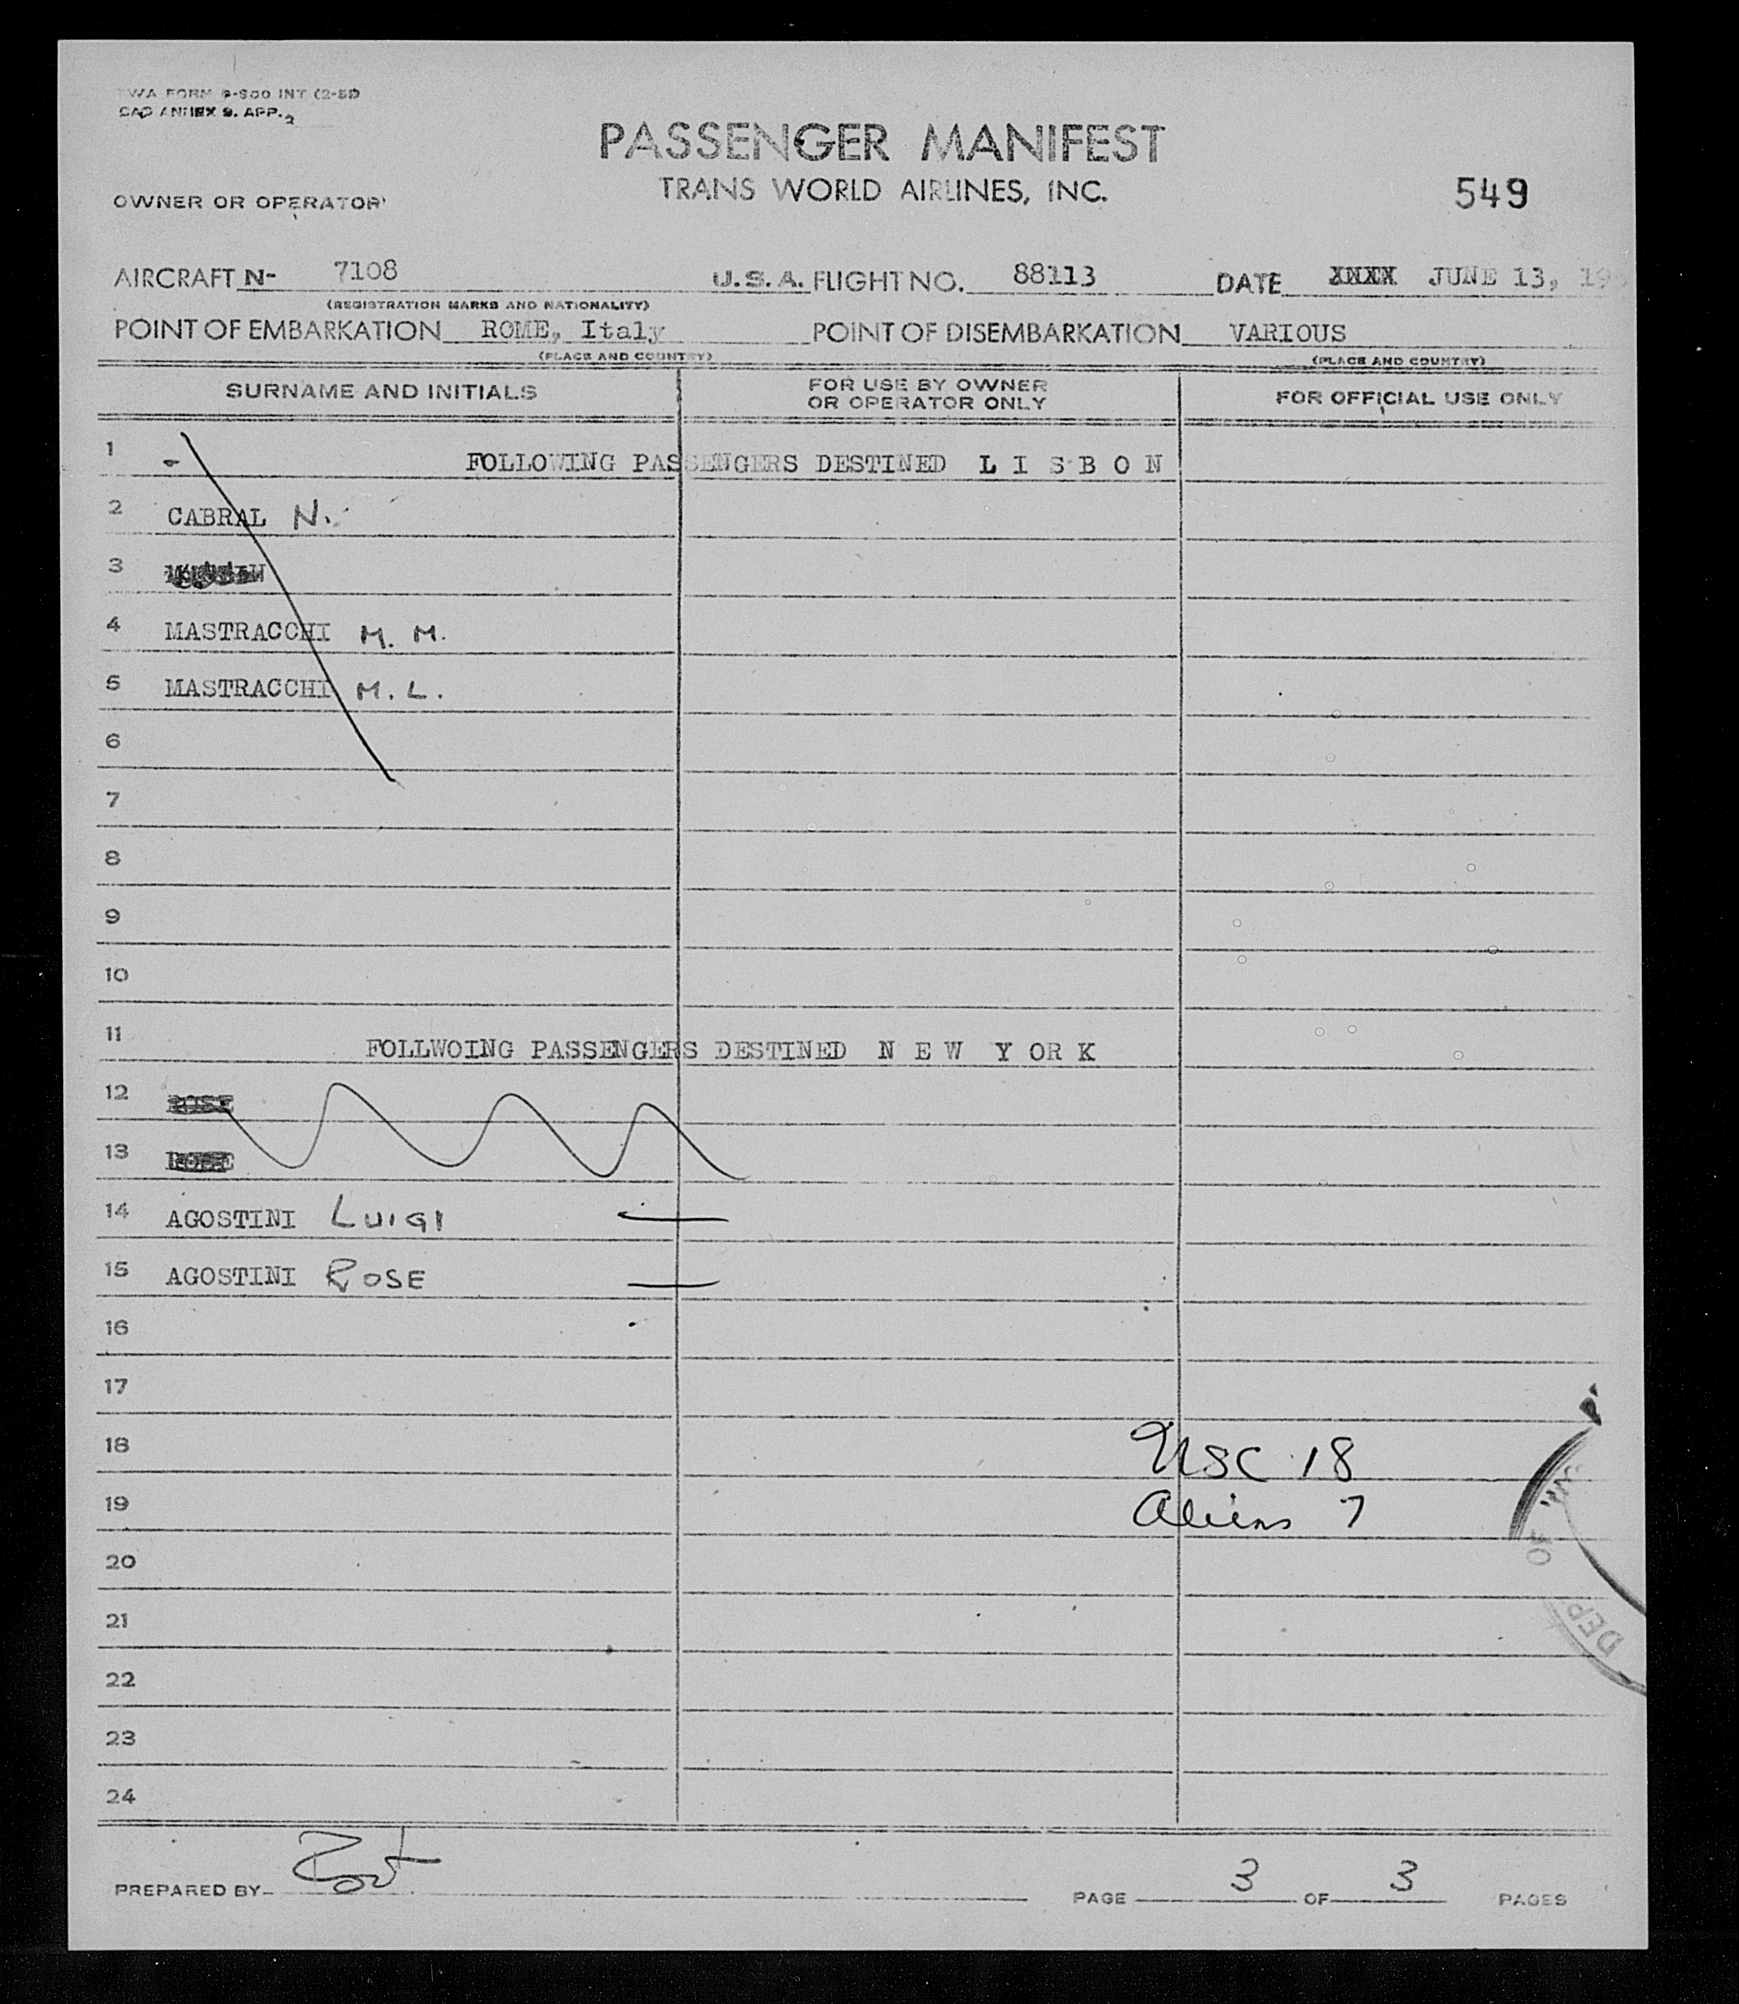 TWA FORM INT
ANNEX 9. APP. 2
PASSENGER MANIFEST
TRANS WORLD AIRLINES, INC.
549
OWNER OR OPERATOR
AIRCRAFT N- 7108 U.S.A. FLIGHT NO. 88113 DATE XXXX JUNE 13, 19
(REGISTRATION MARKS AND NATIONALITY)
POINT OF EMBARKATION ROME, Italy POINT OF DISEMBARKATION VARIOUS
(PLACE AND COUNTRY) (PLACE AND COUNTRY)
SURNAME AND INITIALS FOR USE BY OWNER OR OPERATOR ONLY FOR OFFICIAL USE ONLY
1 - FOLLOWING PASSENGERS DESTINED L I S B O N
2 CABRAL N.
3
4 MASTRACCHI M. M.
5 MASTRACCHI M. L.
6
7
8
9
10
11 FOLLWOING PASSENGERS DESTINED N E W Y OR K
12 ROSE
13 ROSE
14 AGOSTINI LUIGI
15 AGOSTINI ROSE
16
17
18 USC 18
19 Aliens 7
20
21
22
23
24
OF
DEP
PREPARED BY PAGE 3 OF 3 PAGES